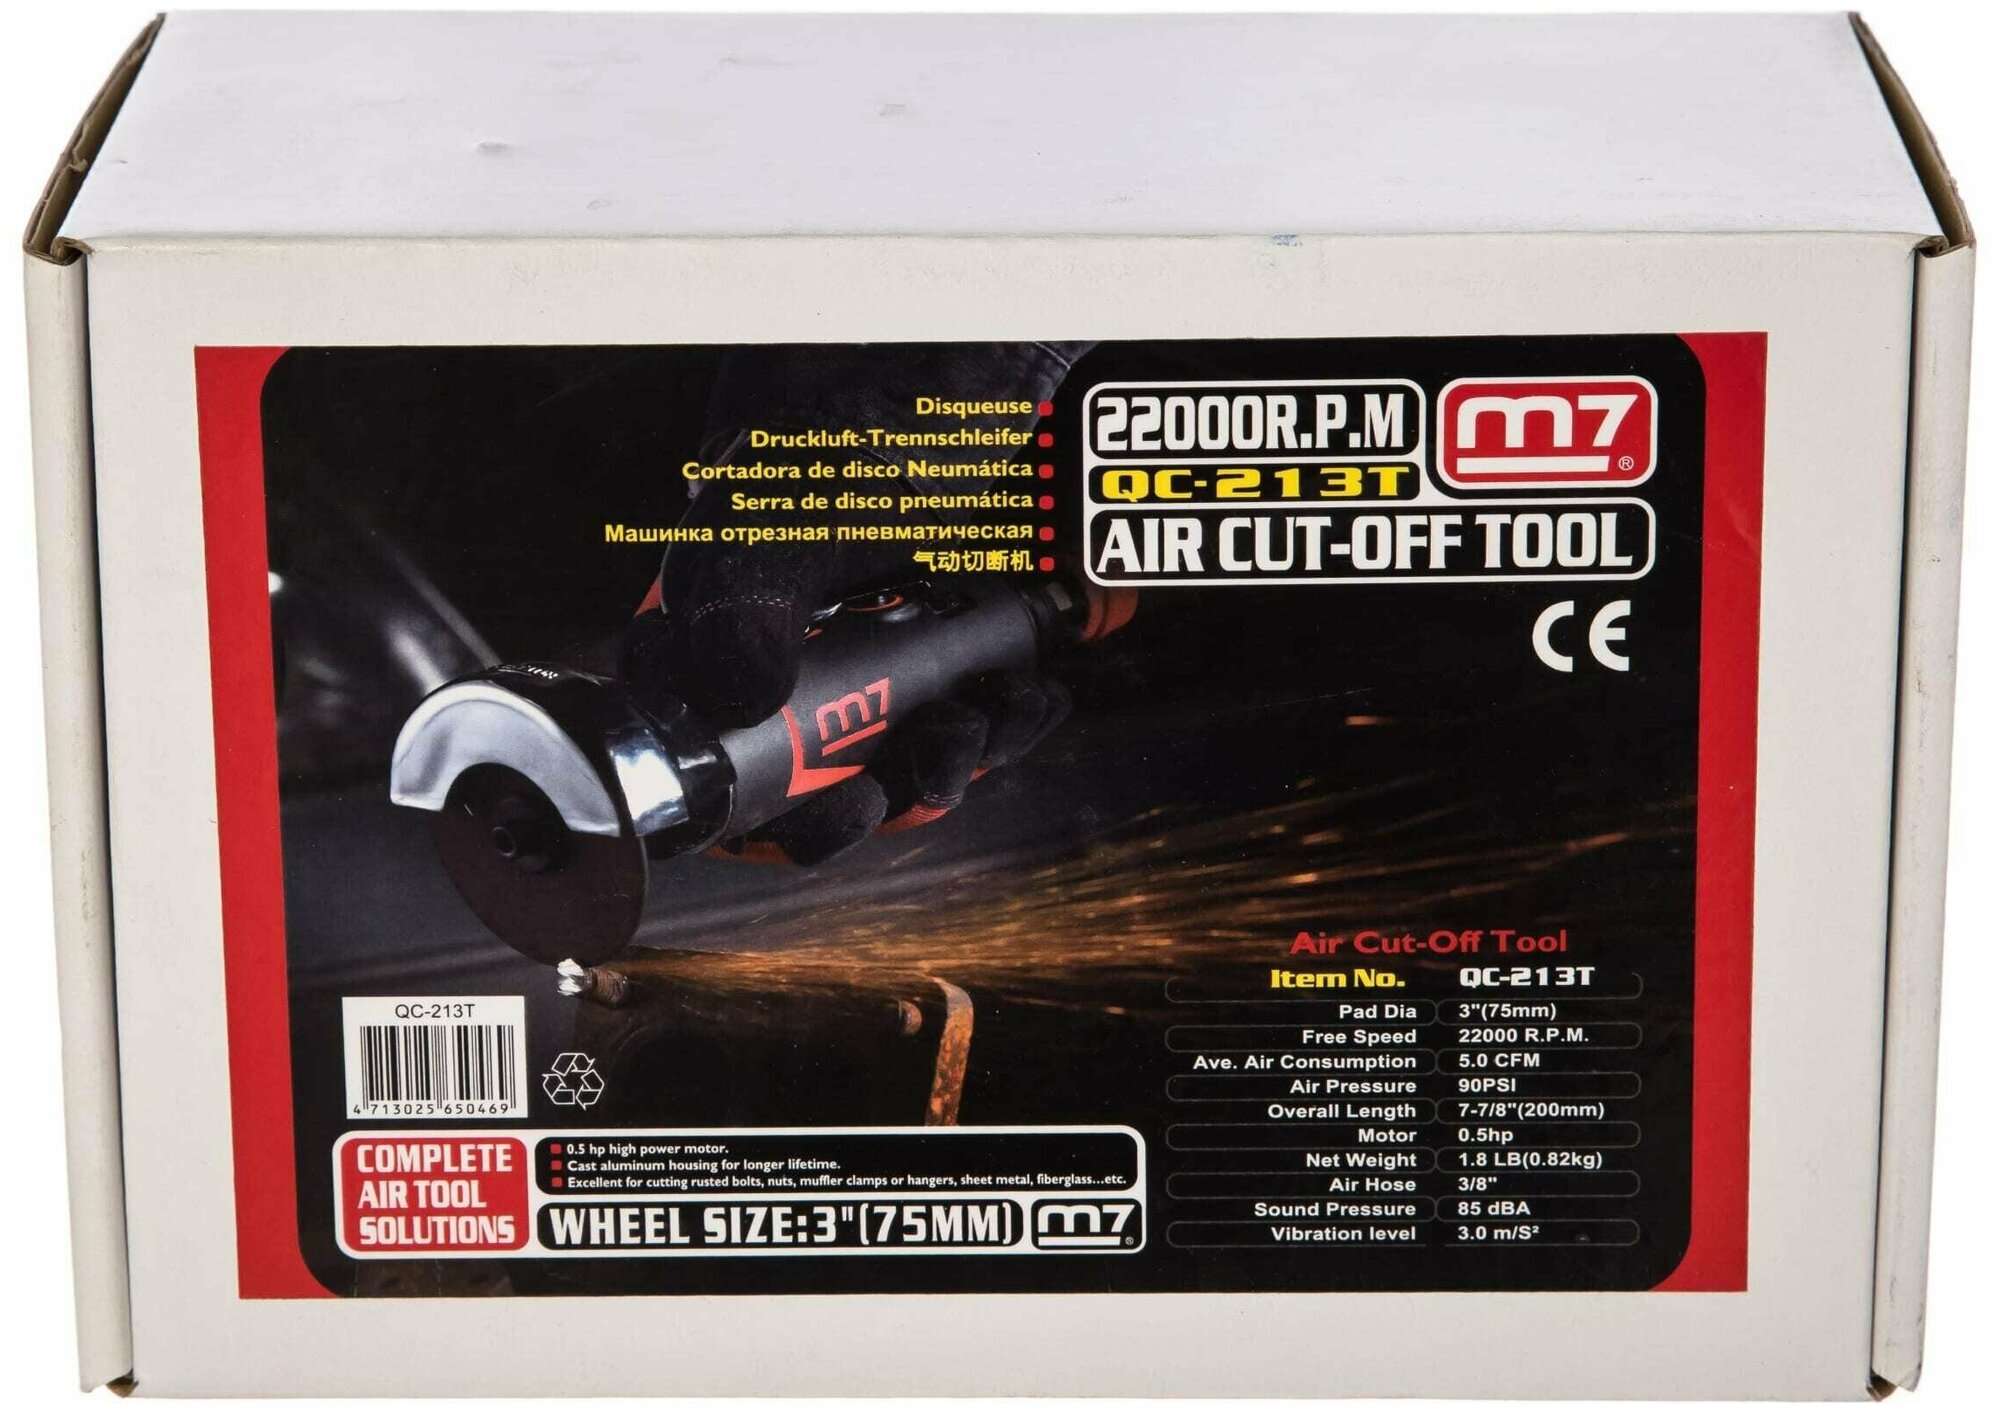 Disqueuse
Druckluft-Trennschleifer
Cortadora de disco Neumática
Serra de disco pneumática
Машинка отрезная пневматическая
气动切断机
22000R.P.M
QC-213T
m7®
AIR CUT-OFF TOOL
CE
m7
Air Cut-Off Tool
Item No. QC-213T
Pad Dia 3"(75mm)
Free Speed 22000 R.P.M.
Ave. Air Consumption 5.0 CFM
Air Pressure 90PSI
Overall Length 7-7/8"(200mm)
Motor 0.5hp
Net Weight 1.8 LB(0.82kg)
Air Hose 3/8"
Sound Pressure 85 dBA
Vibration level 3.0 m/S²
QC-213T
4 713025 650469
COMPLETE
AIR TOOL
SOLUTIONS
0.5 hp high power motor.
Cast aluminum housing for longer lifetime.
Excellent for cutting rusted bolts, nuts, muffler clamps or hangers, sheet metal, fiberglass...etc.
WHEEL SIZE:3"(75MM) m7®